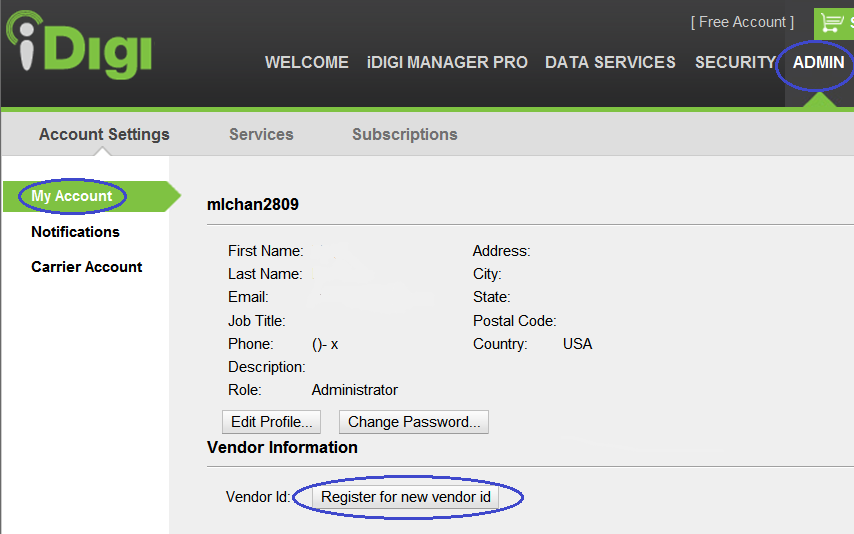 [ Free Account ]
iDigi
WELCOME iDIGI MANAGER PRO DATA SERVICES SECURITY ADMIN
Account Settings Services Subscriptions
My Account
Notifications
Carrier Account
mlchan2809
First Name: Address:
Last Name: City:
Email: State:
Job Title: Postal Code:
Phone: ()- x Country: USA
Description:
Role: Administrator
Edit Profile... Change Password...
Vendor Information
Vendor Id: Register for new vendor id